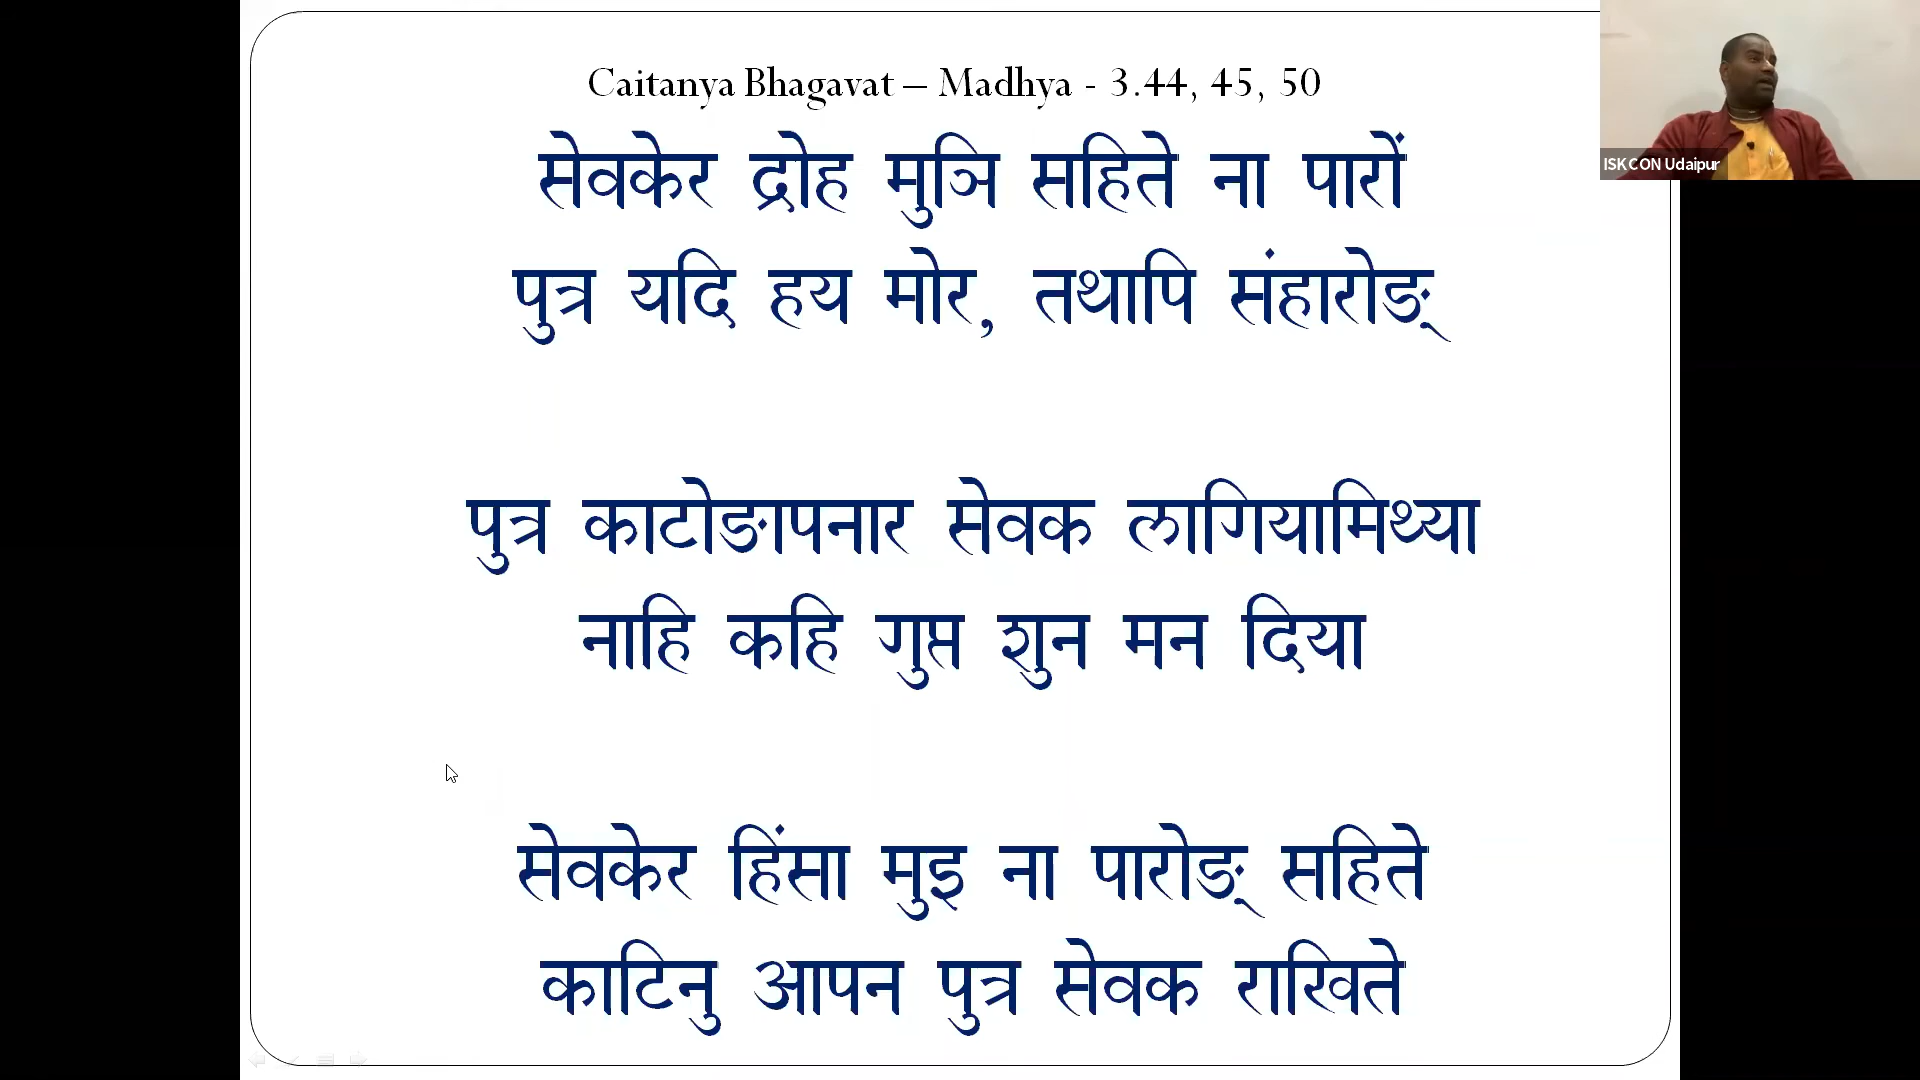 Caitanya Bhagavat – Madhya - 3.44, 45, 50
सेवकेर द्रोह मुञि सहिते ना पारों
पुत्र यदि हय मोर, तथापि संहारोङ्
पुत्र काटोङापनार सेवक लागियामिथ्या
नाहि कहि गुप्त शुन मन दिया
सेवकेर हिंसा मुइ ना पारोङ् सहिते
काटिनु आपन पुत्र सेवक राखिते
ISKCON Udaipur